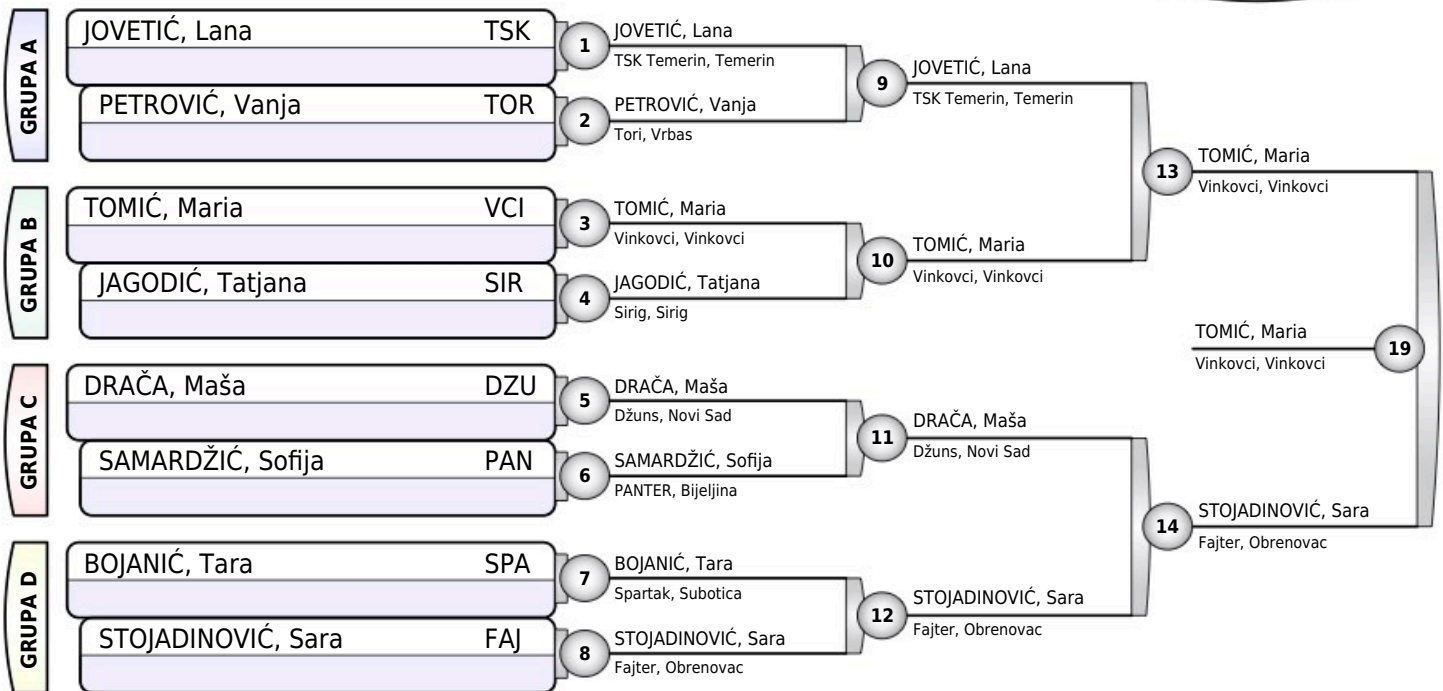 GRUPA A
JOVETIĆ, Lana TSK
PETROVIĆ, Vanja TOR
GRUPA B
TOMIĆ, Maria VCI
JAGODIĆ, Tatjana SIR
GRUPA C
DRAČA, Maša DZU
SAMARDŽIĆ, Sofija PAN
GRUPA D
BOJANIĆ, Tara SPA
STOJADINOVIĆ, Sara FAJ
1
JOVETIĆ, Lana
TSK Temerin, Temerin
2
PETROVIĆ, Vanja
Tori, Vrbas
3
TOMIĆ, Maria
Vinkovci, Vinkovci
4
JAGODIĆ, Tatjana
Sirig, Sirig
5
DRAČA, Maša
Džuns, Novi Sad
6
SAMARDŽIĆ, Sofija
PANTER, Bijeljina
7
BOJANIĆ, Tara
Spartak, Subotica
8
STOJADINOVIĆ, Sara
Fajter, Obrenovac
9
JOVETIĆ, Lana
TSK Temerin, Temerin
10
TOMIĆ, Maria
Vinkovci, Vinkovci
11
DRAČA, Maša
Džuns, Novi Sad
12
STOJADINOVIĆ, Sara
Fajter, Obrenovac
13
TOMIĆ, Maria
Vinkovci, Vinkovci
14
STOJADINOVIĆ, Sara
Fajter, Obrenovac
TOMIĆ, Maria
Vinkovci, Vinkovci
19